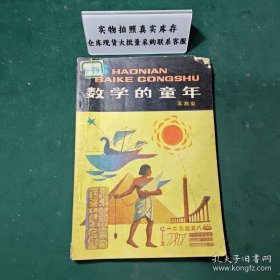 实物拍照真实库存
仓库现货大批量采购联系客服
HAONIAN
BAIKE CONGSHU
数学的童年
孔夫子旧书网